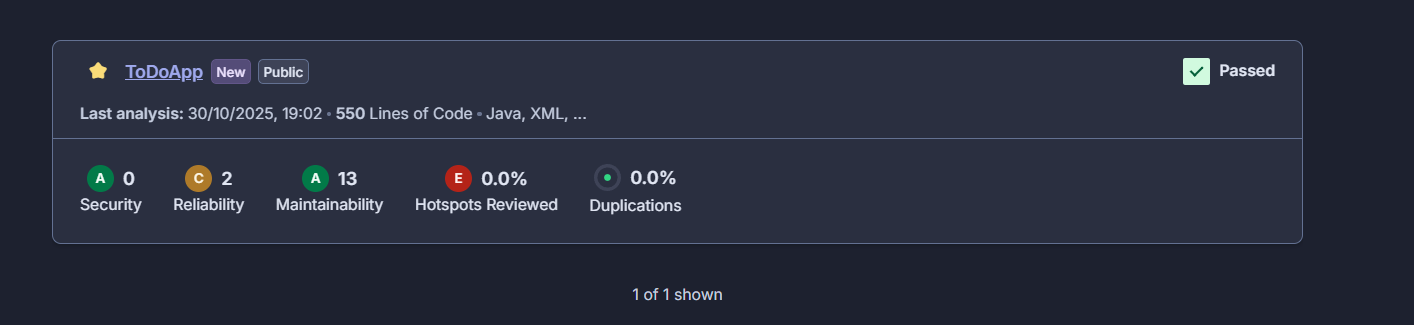 ToDoApp New Public Passed
Last analysis: 30/10/2025, 19:02 • 550 Lines of Code • Java, XML, ...
A 0 C 2 A 13 E 0.0% 0.0%
Security Reliability Maintainability Hotspots Reviewed Duplications
1 of 1 shown